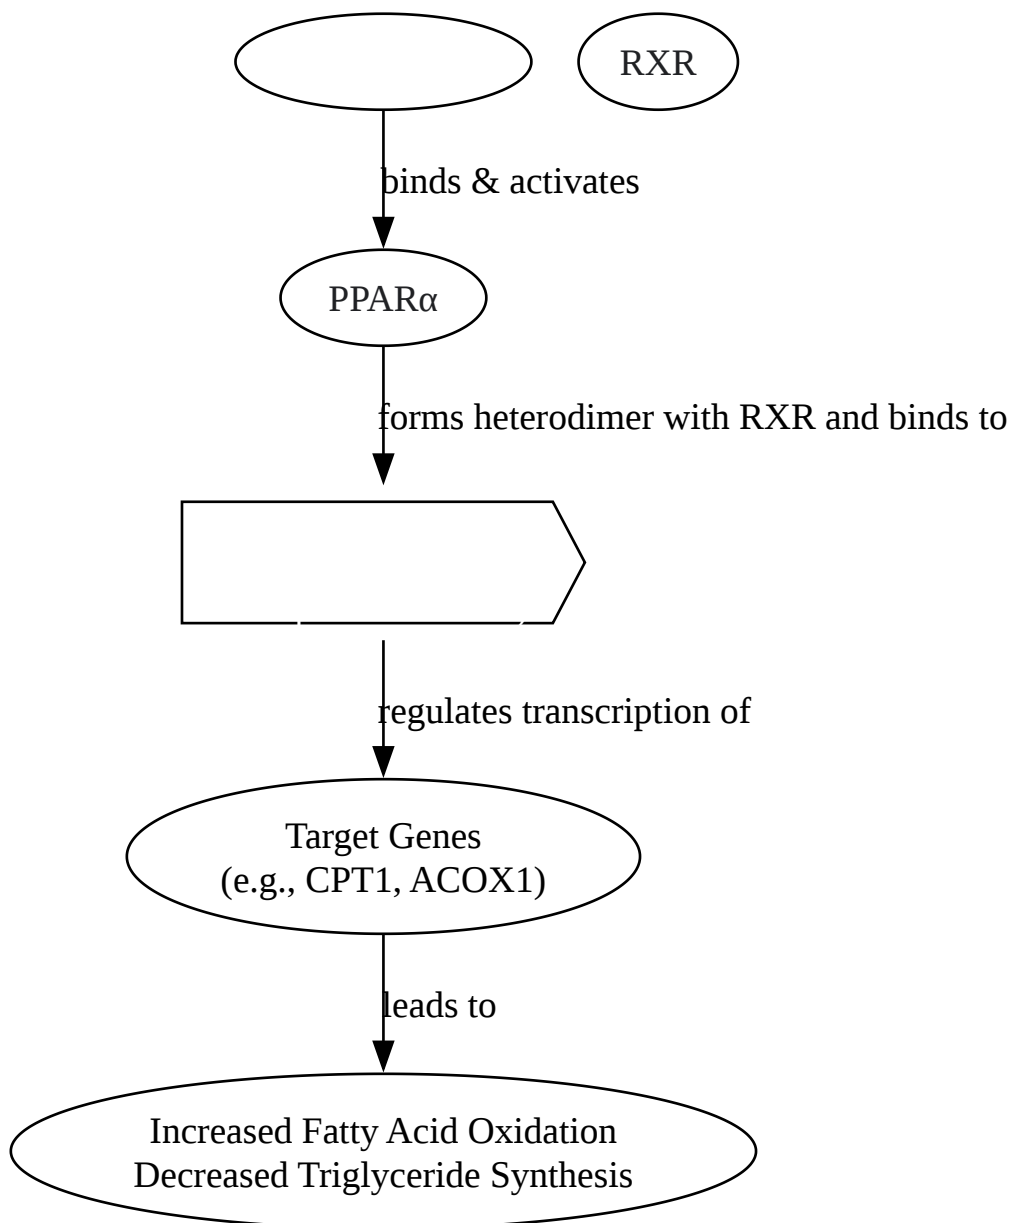 RXR
binds & activates
PPARα
forms heterodimer with RXR and binds to
regulates transcription of
Target Genes
(e.g., CPT1, ACOX1)
leads to
Increased Fatty Acid Oxidation
Decreased Triglyceride Synthesis